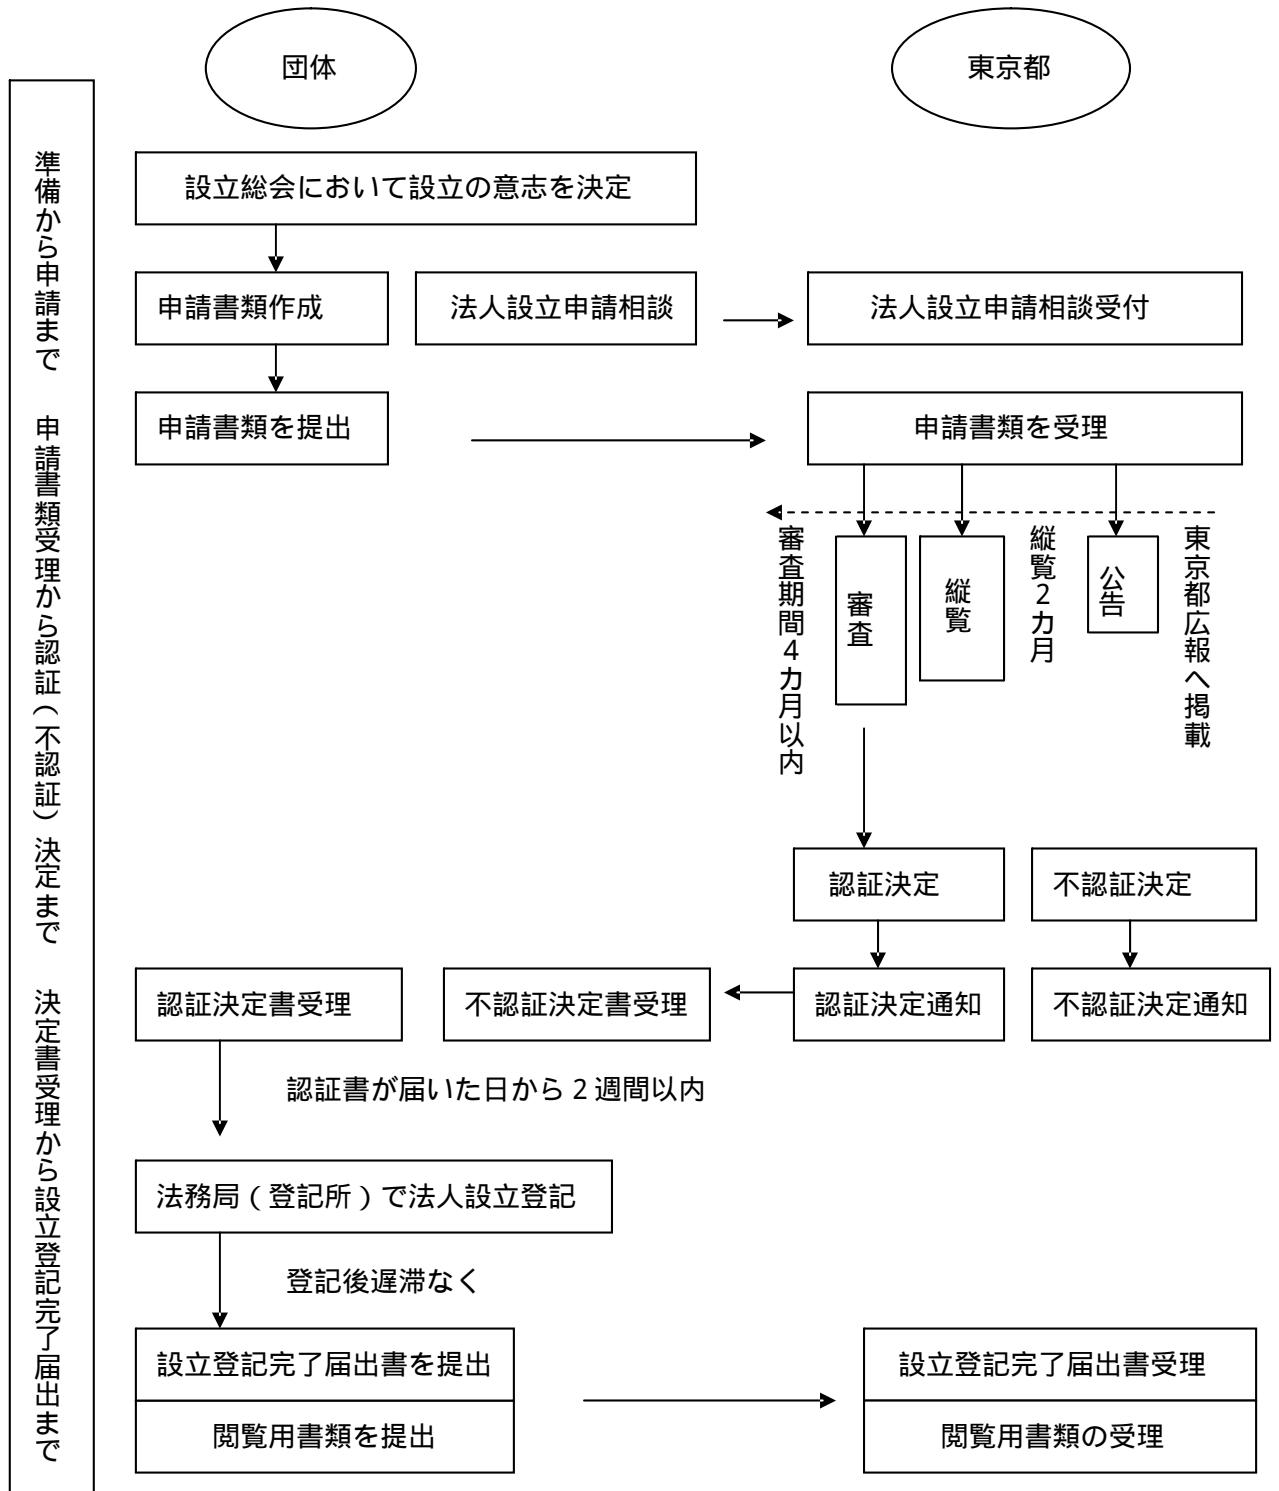 団体
東京都
準備から申請まで　申請書類受理から認証（不認証）決定まで　決定書受理から設立登記完了届出まで
設立総会において設立の意志を決定
申請書類作成
法人設立申請相談
法人設立申請相談受付
申請書類を提出
申請書類を受理
審査期間４カ月以内
審査
縦覧
縦覧２カ月
公告
東京都広報へ掲載
認証決定
不認証決定
認証決定書受理
不認証決定書受理
認証決定通知
不認証決定通知
認証書が届いた日から２週間以内
法務局（登記所）で法人設立登記
登記後遅滞なく
設立登記完了届出書を提出
設立登記完了届出書受理
閲覧用書類を提出
閲覧用書類の受理